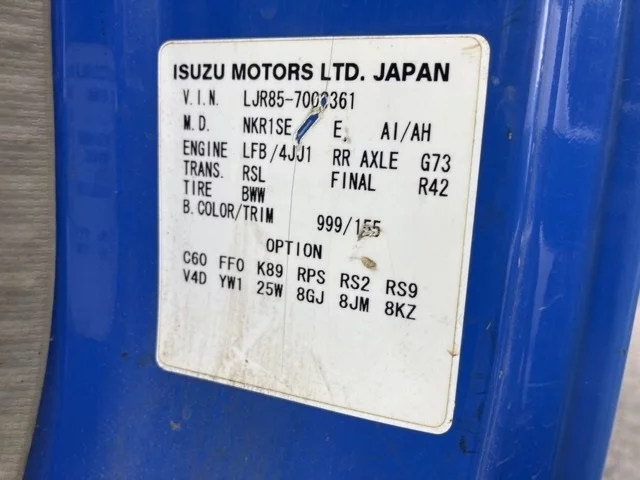 ISUZU MOTORS LTD. JAPAN
V.I.N. LJR85-7000361
M.D. NKR1SE E, AI/AH
ENGINE LFB/4JJ1 RR AXLE G73
TRANS. RSL FINAL R42
TIRE BWW
B.COLOR/TRIM 999/155
OPTION
C60 FF0 K89 RPS RS2 RS9
V4D YW1 25W 8GJ 8JM 8KZ